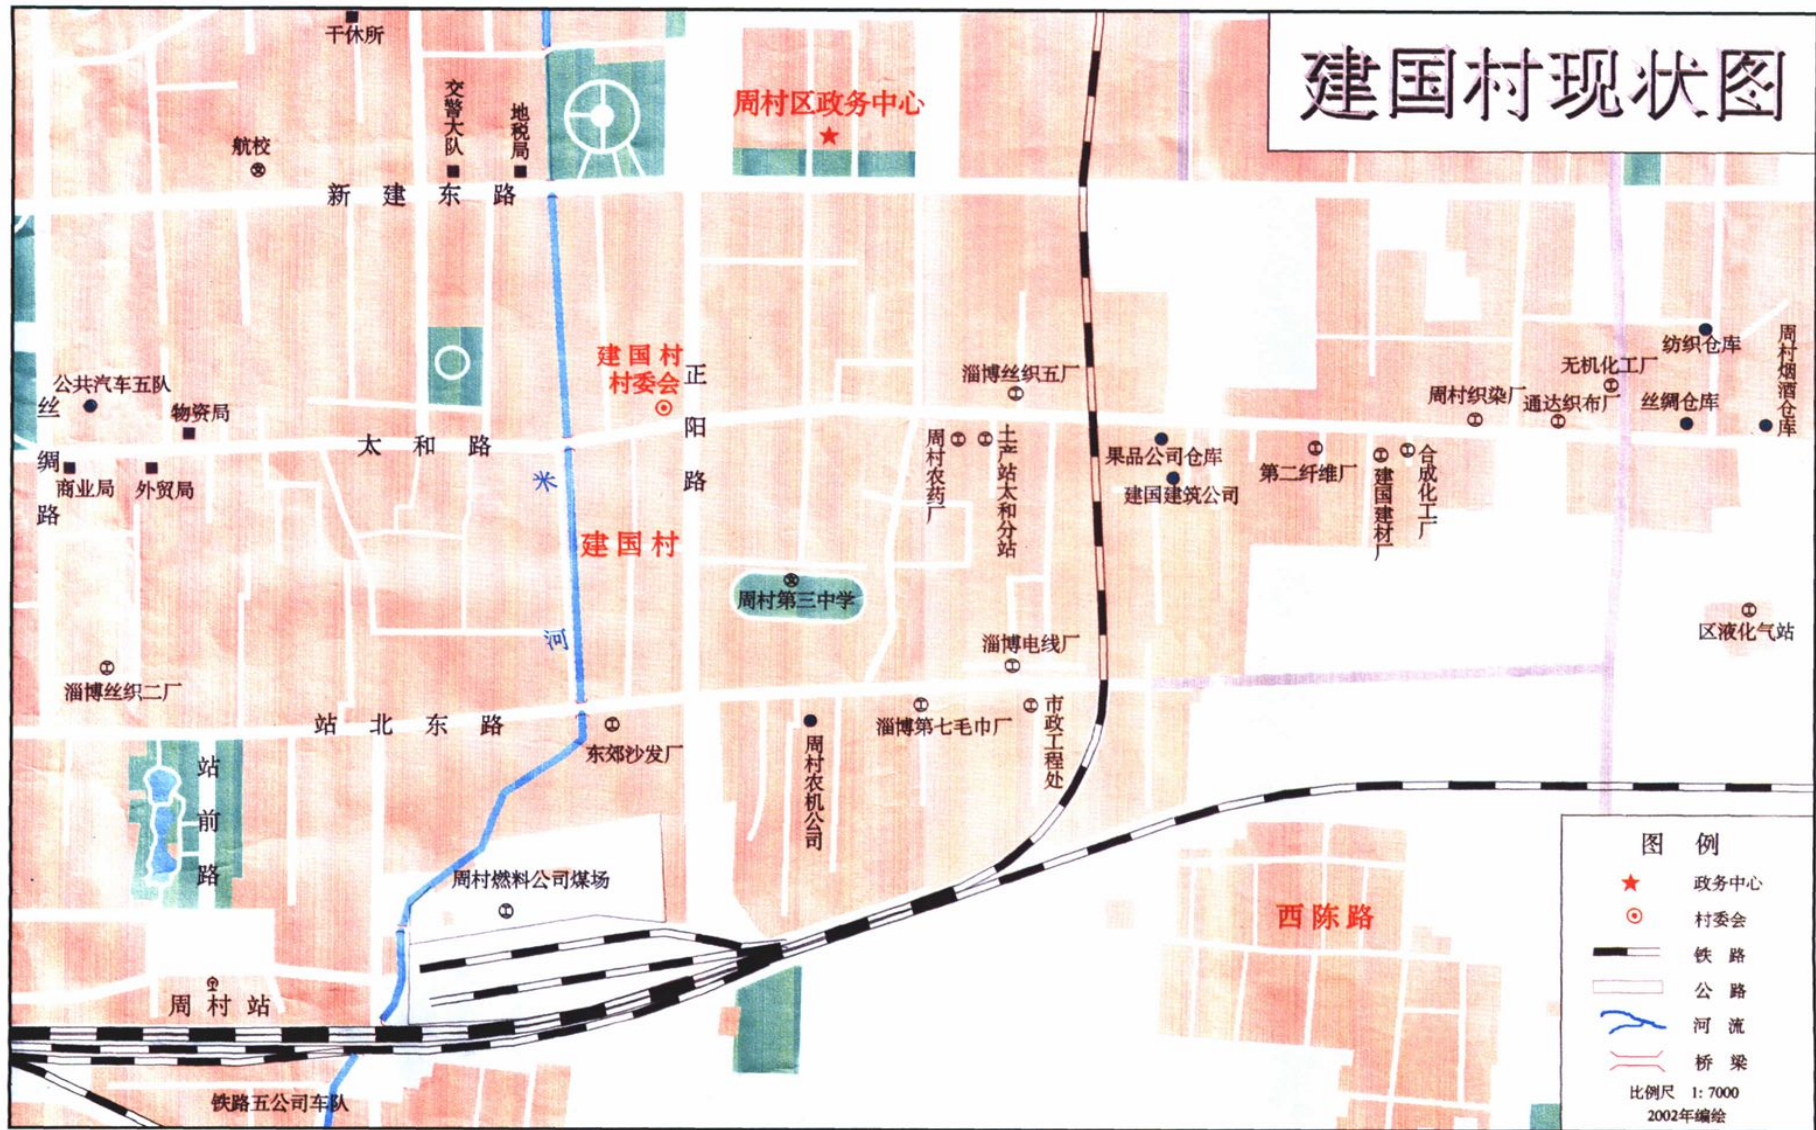 建国村现状图
干休所
交警大队
地税局
周村区政务中心
航校
新建东路
建国村
村委会
正阳路
公共汽车五队
丝绸路
物资局
太和路
商业局
外贸局
米河
建国村
淄博丝织五厂
周村农药厂
土产站太和分站
果品公司仓库
建国建筑公司
第二纤维厂
建国建材厂
合成化工厂
周村织染厂
通达织布厂
无机化工厂
丝绸仓库
纺织仓库
周村烟酒仓库
周村第三中学
淄博电线厂
区液化气站
淄博丝织二厂
站北东路
东郊沙发厂
淄博第七毛巾厂
市政工程处
周村农机公司
站前路
周村燃料公司煤场
周村站
铁路五公司车队
西陈路
图例
政务中心
村委会
铁路
公路
河流
桥梁
比例尺 1:7000
2002年编绘